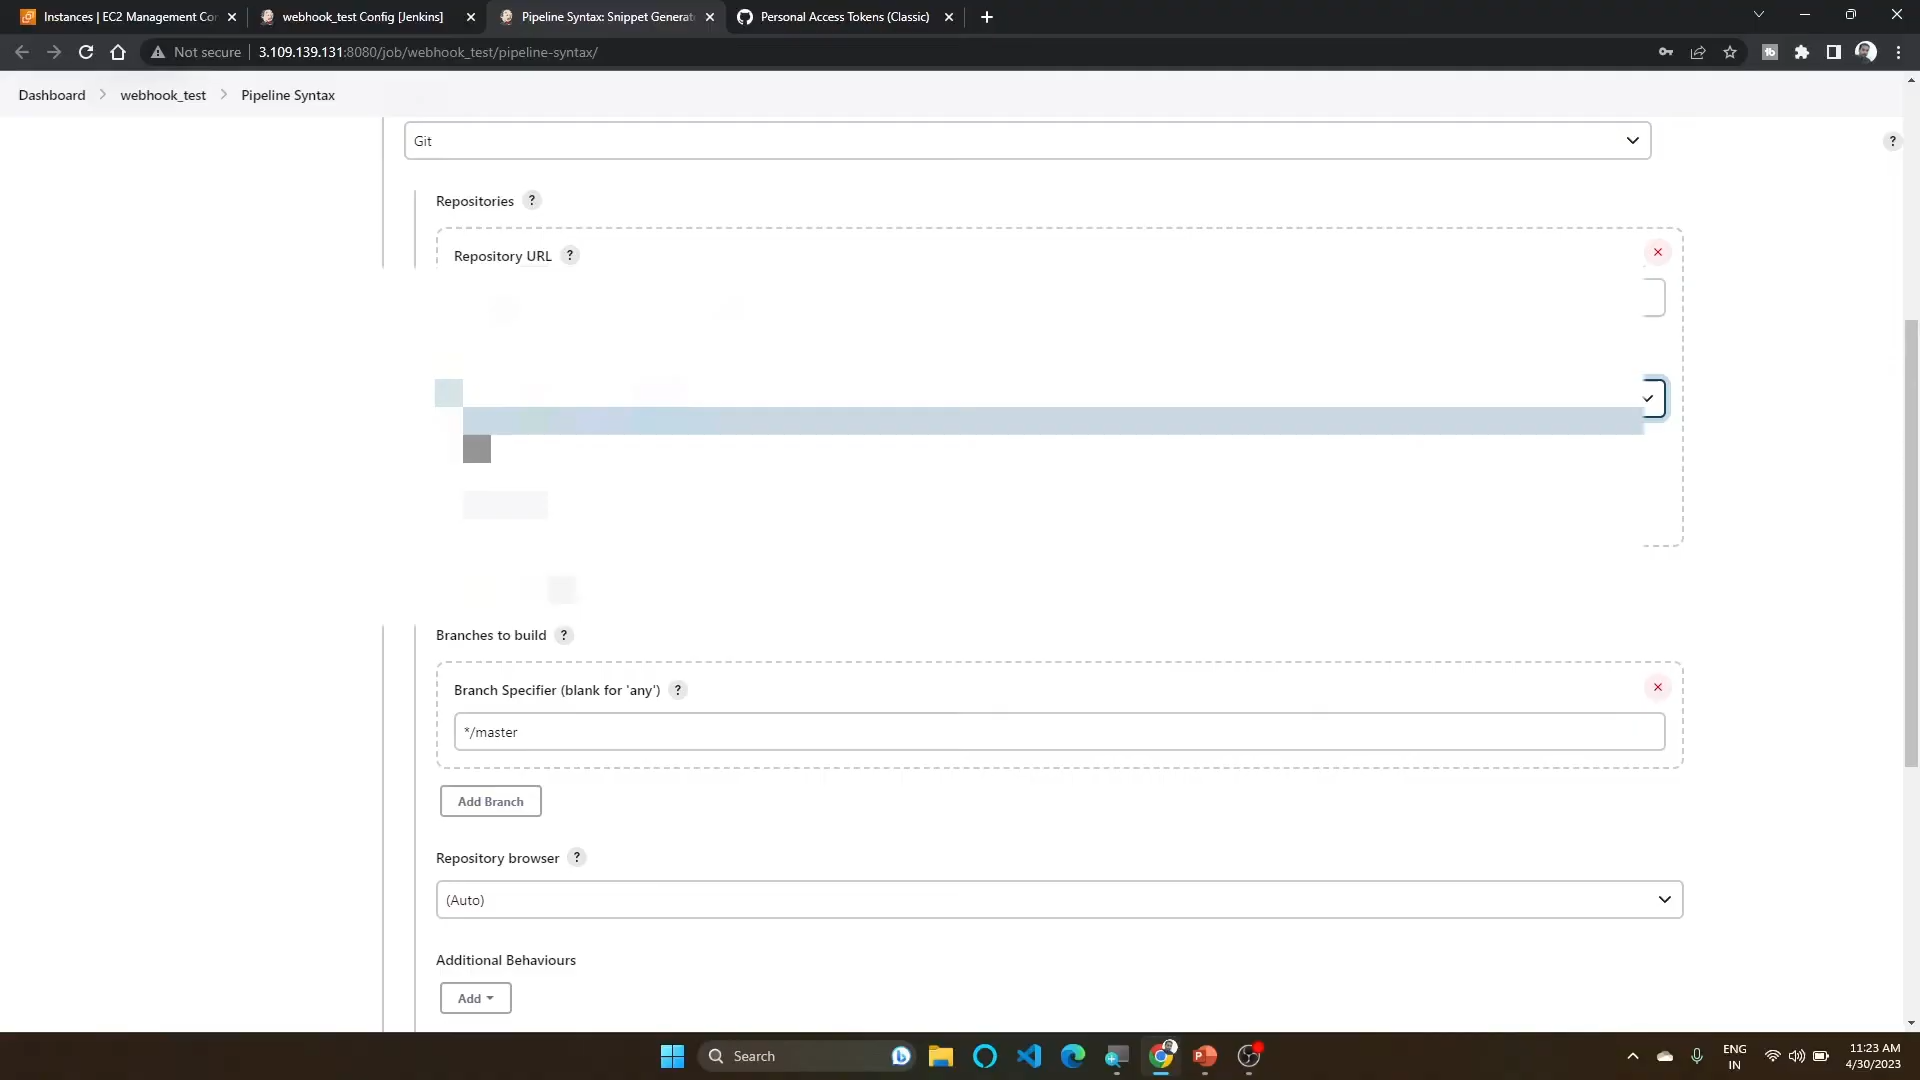 Instances | EC2 Management Cor
webhook_test Config [Jenkins]
Pipeline Syntax: Snippet Generat
Personal Access Tokens (Classic)
Not secure
3.109.139.131:8080/job/webhook_test/pipeline-syntax/
Dashboard
webhook_test
Pipeline Syntax
Git
?
Repositories ?
Repository URL ?
Branches to build ?
Branch Specifier (blank for 'any') ?
*/master
Add Branch
Repository browser ?
(Auto)
Additional Behaviours
Add
Search
ENG
IN
11:23 AM
4/30/2023